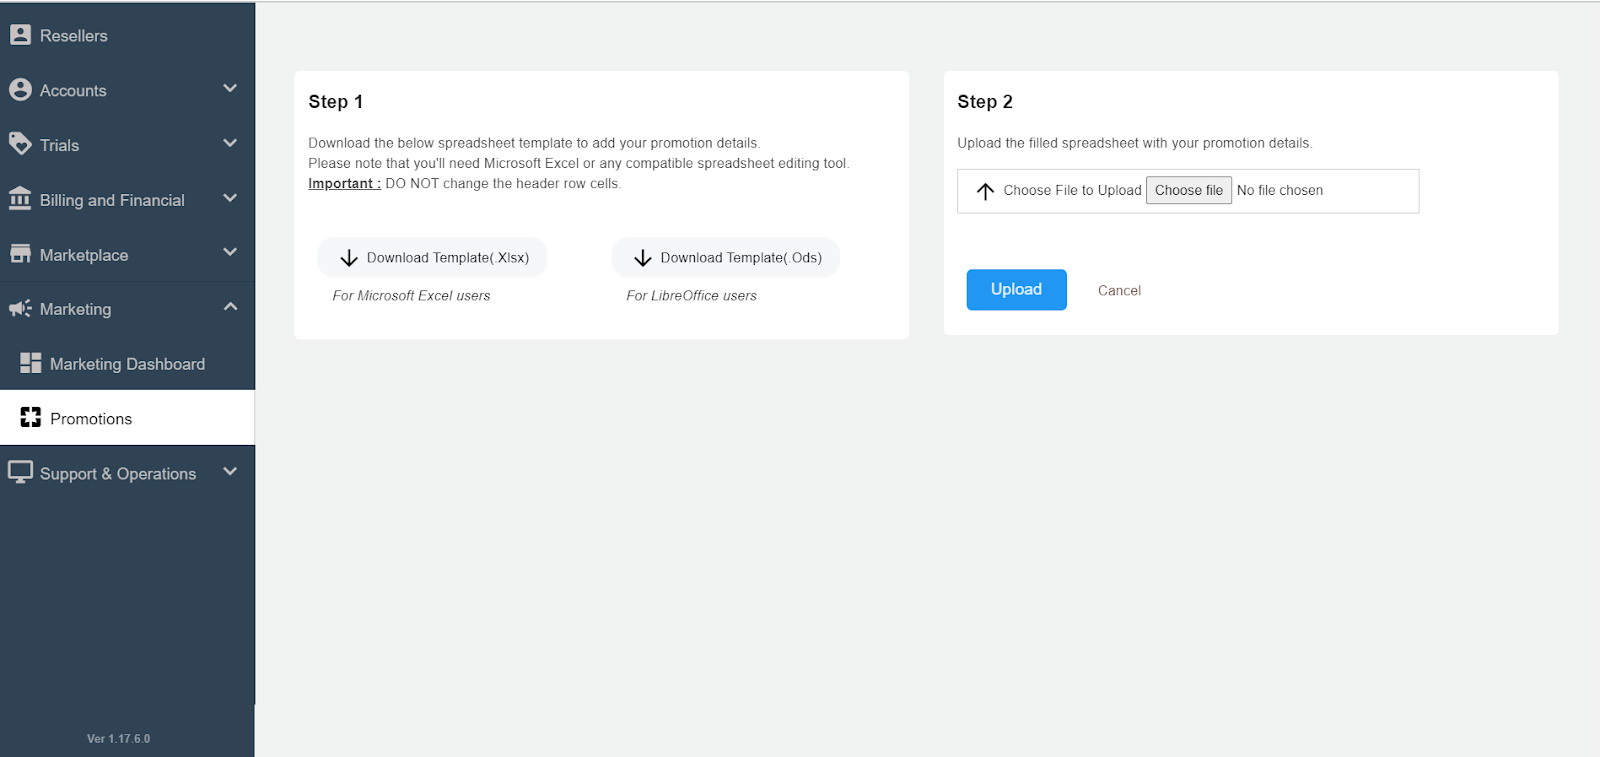 Resellers
Accounts
Trials
Billing and Financial
Marketplace
Marketing
Marketing Dashboard
Promotions
Support & Operations
Ver 1.17.6.0
Step 1
Download the below spreadsheet template to add your promotion details.
Please note that you'll need Microsoft Excel or any compatible spreadsheet editing tool.
Important : DO NOT change the header row cells.
Download Template(.Xlsx)
Download Template(.Ods)
For Microsoft Excel users
For LibreOffice users
Step 2
Upload the filled spreadsheet with your promotion details.
Choose File to Upload Choose file No file chosen
Upload
Cancel